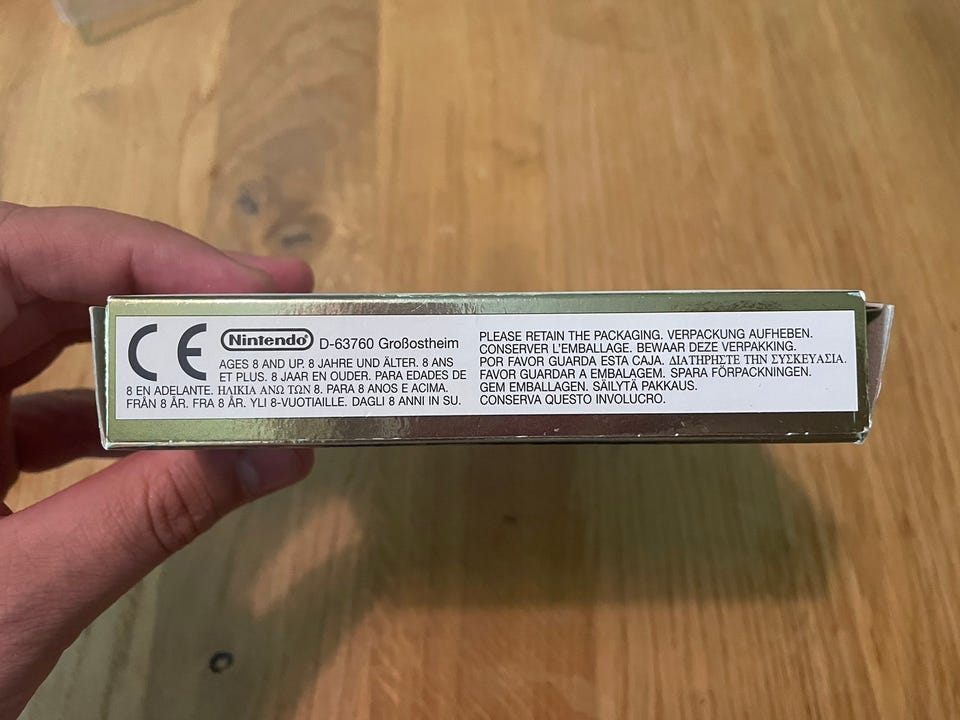 CE Nintendo® D-63760 Großostheim
AGES 8 AND UP. 8 JAHRE UND ÄLTER. 8 ANS
ET PLUS. 8 JAAR EN OUDER. PARA EDADES DE
8 EN ADELANTE. ΗΛΙΚΙΑ ΑΝΩ ΤΩΝ 8. PARA 8 ANOS E ACIMA.
FRÅN 8 ÅR. FRA 8 ÅR. YLI 8-VUOTIAILLE. DAGLI 8 ANNI IN SU.
PLEASE RETAIN THE PACKAGING. VERPACKUNG AUFHEBEN.
CONSERVER L'EMBALLAGE. BEWAAR DEZE VERPAKKING.
POR FAVOR GUARDA ESTA CAJA. ΔΙΑΤΗΡΗΣΤΕ ΤΗΝ ΣΥΣΚΕΥΑΣΙΑ.
FAVOR GUARDAR A EMBALAGEM. SPARA FÖRPACKNINGEN.
GEM EMBALLAGEN. SÄILYTÄ PAKKAUS.
CONSERVA QUESTO INVOLUCRO.